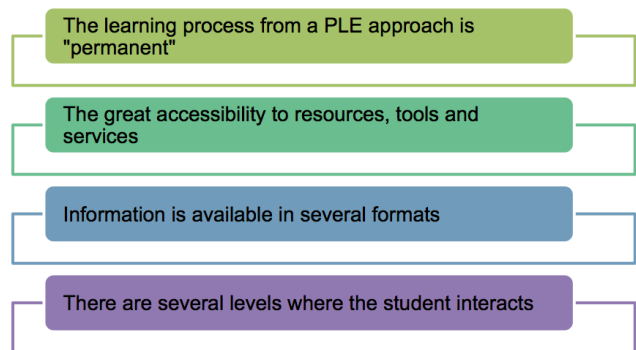 The learning process from a PLE approach is
"permanent"
The great accessibility to resources, tools and
services
Information is available in several formats
There are several levels where the student interacts